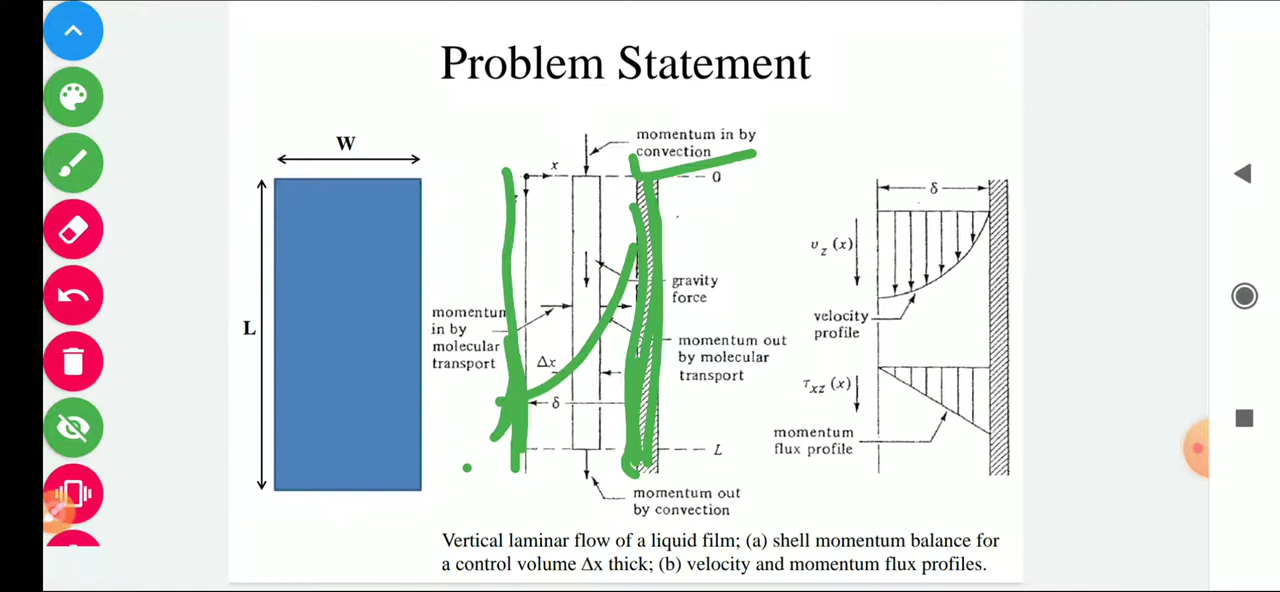 Problem Statement
W
L
momentum in by
convection
x
0
gravity
force
momentum
in by
molecular
transport
Δx
momentum out
by molecular
transport
δ
L
momentum out
by convection
δ
υz (x)
velocity
profile
τxz (x)
momentum
flux profile
Vertical laminar flow of a liquid film; (a) shell momentum balance for
a control volume Δx thick; (b) velocity and momentum flux profiles.